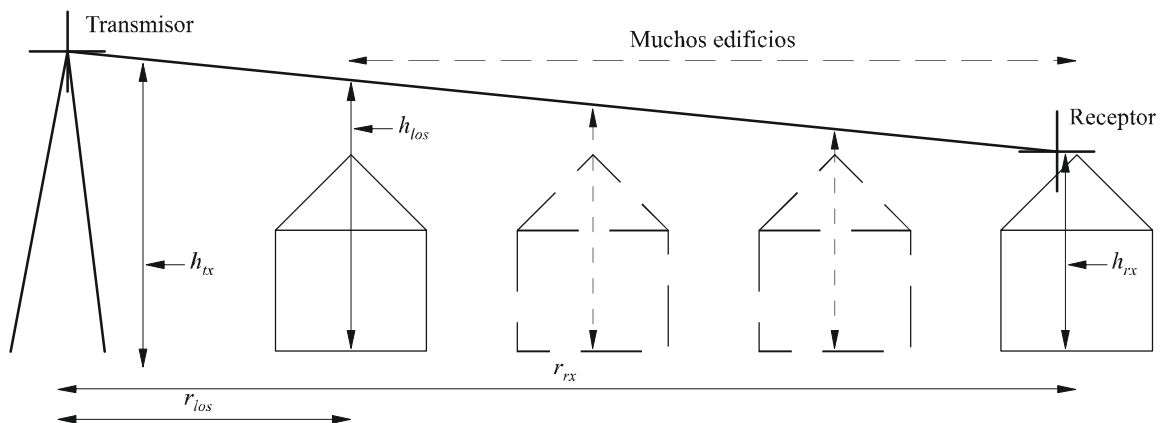 Transmisor
Muchos edificios
h_los
Receptor
h_tx
h_rx
r_rx
r_los